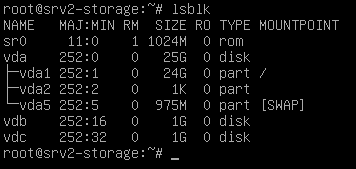 root@srv2-storage:~# lsblk
NAME   MAJ:MIN RM  SIZE RO TYPE MOUNTPOINT
sr0     11:0    1 1024M  0 rom
vda    252:0    0   25G  0 disk
├─vda1 252:1    0   24G  0 part /
├─vda2 252:2    0    1K  0 part
└─vda5 252:5    0  975M  0 part [SWAP]
vdb    252:16   0    1G  0 disk
vdc    252:32   0    1G  0 disk
root@srv2-storage:~# _